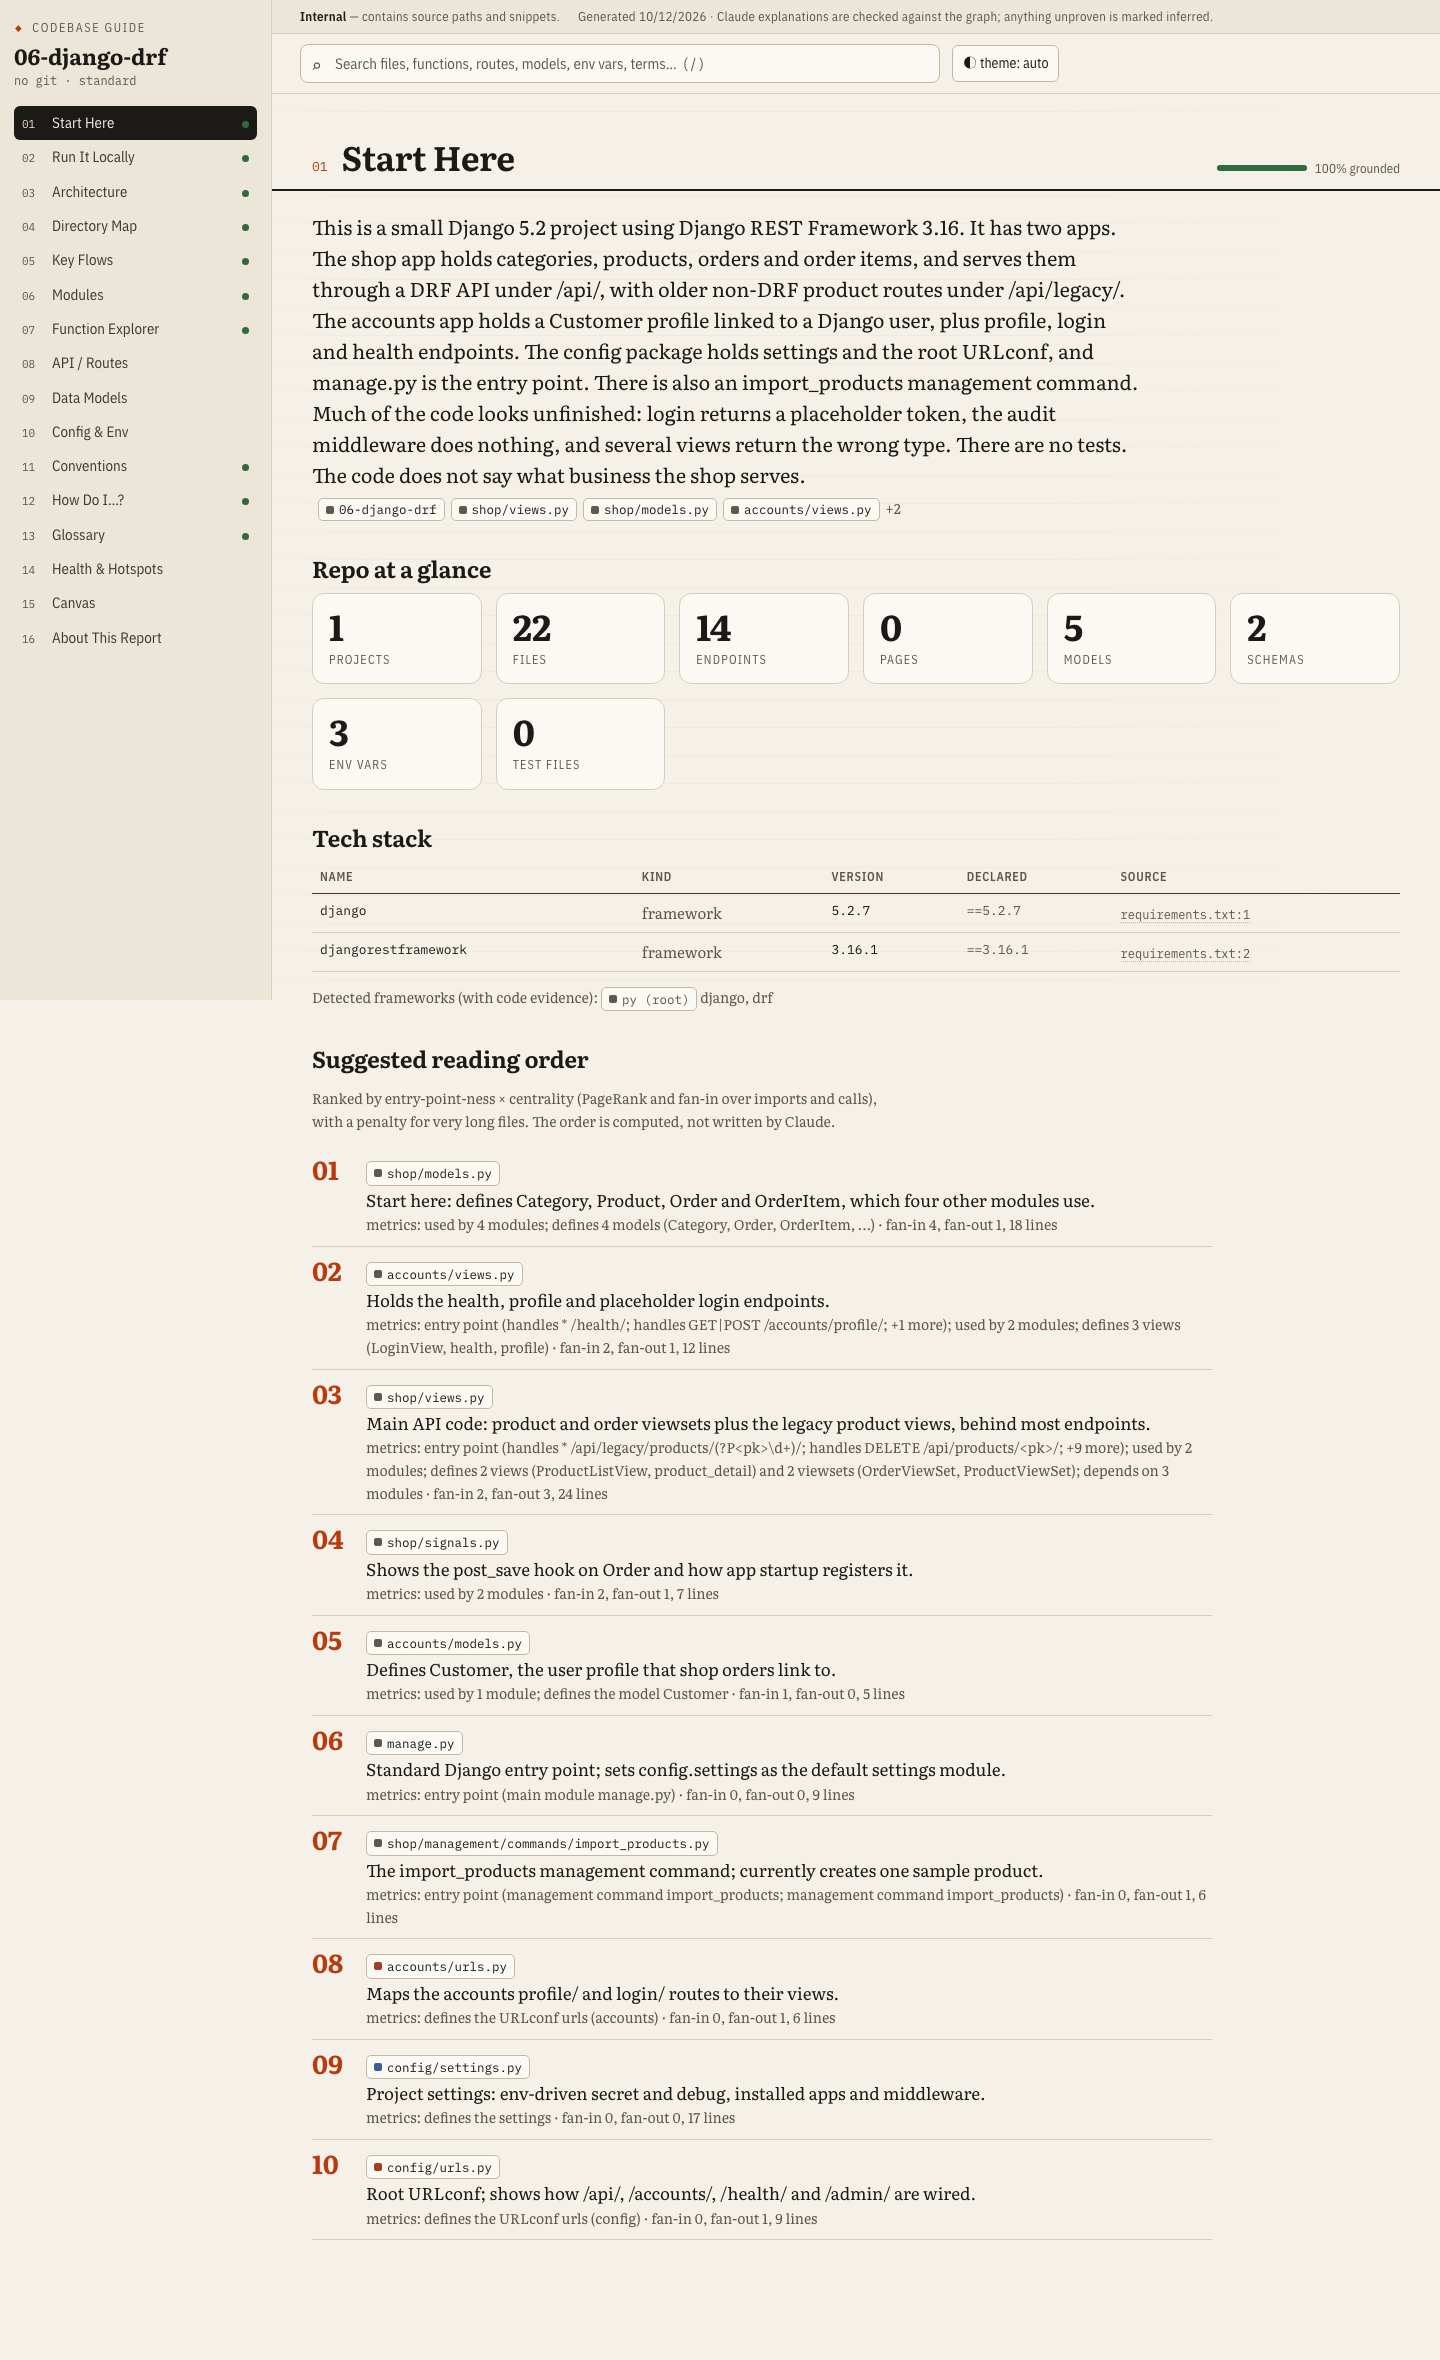 ◆ CODEBASE GUIDE
06-django-drf
no git · standard
01 Start Here
02 Run It Locally
03 Architecture
04 Directory Map
05 Key Flows
06 Modules
07 Function Explorer
08 API / Routes
09 Data Models
10 Config & Env
11 Conventions
12 How Do I…?
13 Glossary
14 Health & Hotspots
15 Canvas
16 About This Report
Internal — contains source paths and snippets. Generated 10/12/2026 · Claude explanations are checked against the graph; anything unproven is marked inferred.
Search files, functions, routes, models, env vars, terms… (/)
theme: auto
01 Start Here
100% grounded
This is a small Django 5.2 project using Django REST Framework 3.16. It has two apps.
The shop app holds categories, products, orders and order items, and serves them
through a DRF API under /api/, with older non-DRF product routes under /api/legacy/.
The accounts app holds a Customer profile linked to a Django user, plus profile, login
and health endpoints. The config package holds settings and the root URLconf, and
manage.py is the entry point. There is also an import_products management command.
Much of the code looks unfinished: login returns a placeholder token, the audit
middleware does nothing, and several views return the wrong type. There are no tests.
The code does not say what business the shop serves.
06-django-drf shop/views.py shop/models.py accounts/views.py +2
Repo at a glance
1 22 14 0 5 2
PROJECTS FILES ENDPOINTS PAGES MODELS SCHEMAS
3 0
ENV VARS TEST FILES
Tech stack
NAME KIND VERSION DECLARED SOURCE
django framework 5.2.7 ==5.2.7 requirements.txt:1
djangorestframework framework 3.16.1 ==3.16.1 requirements.txt:2
Detected frameworks (with code evidence): py (root) django, drf
Suggested reading order
Ranked by entry-point-ness × centrality (PageRank and fan-in over imports and calls),
with a penalty for very long files. The order is computed, not written by Claude.
01 shop/models.py
Start here: defines Category, Product, Order and OrderItem, which four other modules use.
metrics: used by 4 modules; defines 4 models (Category, Order, OrderItem, …) · fan-in 4, fan-out 1, 18 lines
02 accounts/views.py
Holds the health, profile and placeholder login endpoints.
metrics: entry point (handles * /health/; handles GET|POST /accounts/profile/; +1 more); used by 2 modules; defines 3 views
(LoginView, health, profile) · fan-in 2, fan-out 1, 12 lines
03 shop/views.py
Main API code: product and order viewsets plus the legacy product views, behind most endpoints.
metrics: entry point (handles * /api/legacy/products/(?P<pk>\d+)/; handles DELETE /api/products/<pk>/; +9 more); used by 2
modules; defines 2 views (ProductListView, product_detail) and 2 viewsets (OrderViewSet, ProductViewSet); depends on 3
modules · fan-in 2, fan-out 3, 24 lines
04 shop/signals.py
Shows the post_save hook on Order and how app startup registers it.
metrics: used by 2 modules · fan-in 2, fan-out 1, 7 lines
05 accounts/models.py
Defines Customer, the user profile that shop orders link to.
metrics: used by 1 module; defines the model Customer · fan-in 1, fan-out 0, 5 lines
06 manage.py
Standard Django entry point; sets config.settings as the default settings module.
metrics: entry point (main module manage.py) · fan-in 0, fan-out 0, 9 lines
07 shop/management/commands/import_products.py
The import_products management command; currently creates one sample product.
metrics: entry point (management command import_products; management command import_products) · fan-in 0, fan-out 1, 6
lines
08 accounts/urls.py
Maps the accounts profile/ and login/ routes to their views.
metrics: defines the URLconf urls (accounts) · fan-in 0, fan-out 1, 6 lines
09 config/settings.py
Project settings: env-driven secret and debug, installed apps and middleware.
metrics: defines the settings · fan-in 0, fan-out 0, 17 lines
10 config/urls.py
Root URLconf; shows how /api/, /accounts/, /health/ and /admin/ are wired.
metrics: defines the URLconf urls (config) · fan-in 0, fan-out 1, 9 lines